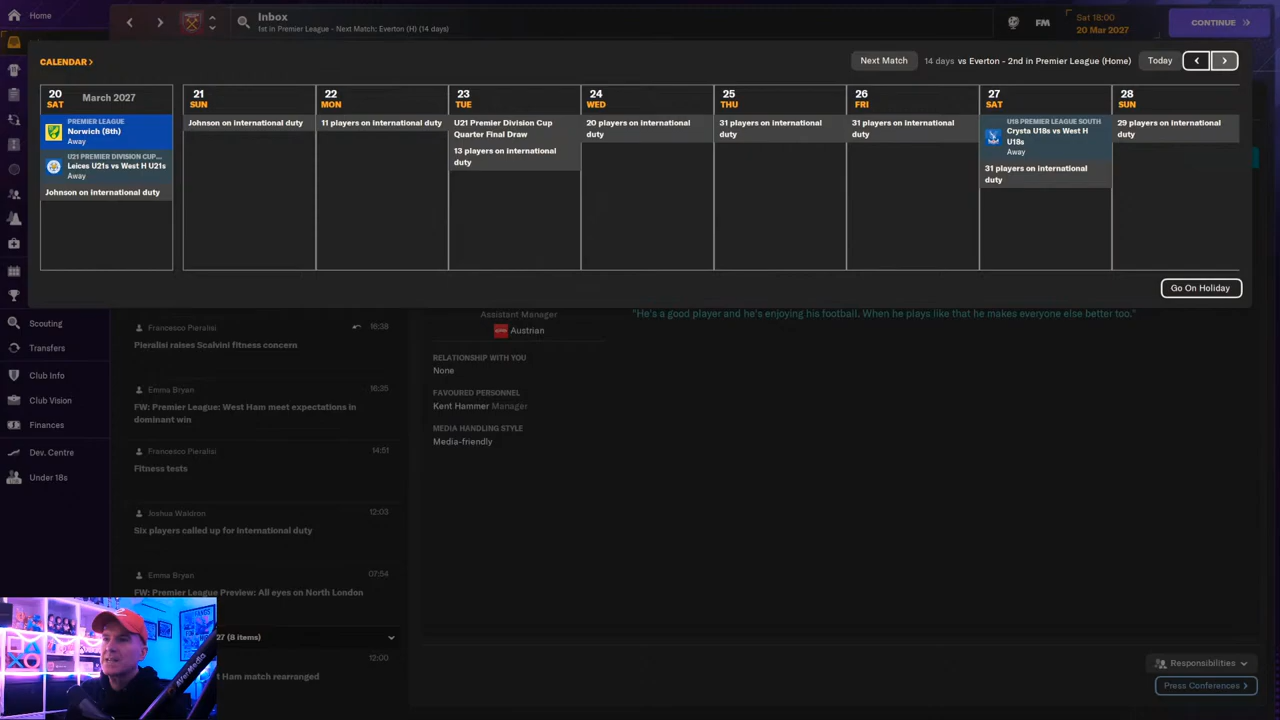 Home
Inbox
1st in Premier League - Next Match: Everton (H) (14 days)
FM
Sat 18:00
20 Mar 2027
CONTINUE
CALENDAR >
Next Match
14 days vs Everton - 2nd in Premier League (Home)
Today
20
SAT
March 2027
PREMIER LEAGUE
Norwich (8th)
Away
U21 PREMIER DIVISION CUP...
Leices U21s vs West H U21s
Away
Johnson on international duty
21
SUN
Johnson on international duty
22
MON
11 players on international duty
23
TUE
U21 Premier Division Cup
Quarter Final Draw
13 players on international
duty
24
WED
20 players on international
duty
25
THU
31 players on international
duty
26
FRI
31 players on international
duty
27
SAT
U18 PREMIER LEAGUE SOUTH
Crysta U18s vs West H
U18s
Away
31 players on international
duty
28
SUN
29 players on international
duty
Go On Holiday
Scouting
Transfers
Club Info
Club Vision
Finances
Dev. Centre
Under 18s
Francesco Pieralisi
16:38
Pieralisi raises Scalvini fitness concern
Emma Bryan
16:35
FW: Premier League: West Ham meet expectations in
dominant win
Francesco Pieralisi
14:51
Fitness tests
Joshua Waldron
12:03
Six players called up for international duty
Emma Bryan
07:54
FW: Premier League Preview: All eyes on North London
27 (8 items)
12:00
t Ham match rearranged
Assistant Manager
Austrian
RELATIONSHIP WITH YOU
None
FAVOURED PERSONNEL
Kent Hammer Manager
MEDIA HANDLING STYLE
Media-friendly
"He's a good player and he's enjoying his football. When he plays like that he makes everyone else better too."
Responsibilities
Press Conferences >
AVerMedia